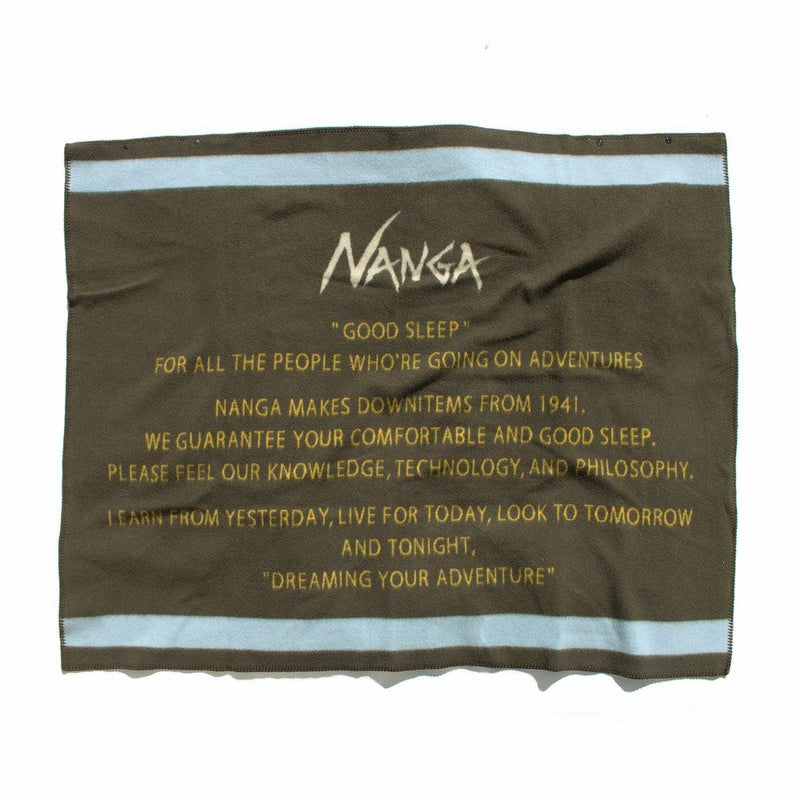 NANGA
"GOOD SLEEP"
FOR ALL THE PEOPLE WHO'RE GOING ON ADVENTURES
NANGA MAKES DOWNITEMS FROM 1941.
WE GUARANTEE YOUR COMFORTABLE AND GOOD SLEEP.
PLEASE FEEL OUR KNOWLEDGE, TECHNOLOGY, AND PHILOSOPHY.
LEARN FROM YESTERDAY, LIVE FOR TODAY, LOOK TO TOMORROW
AND TONIGHT,
"DREAMING YOUR ADVENTURE"